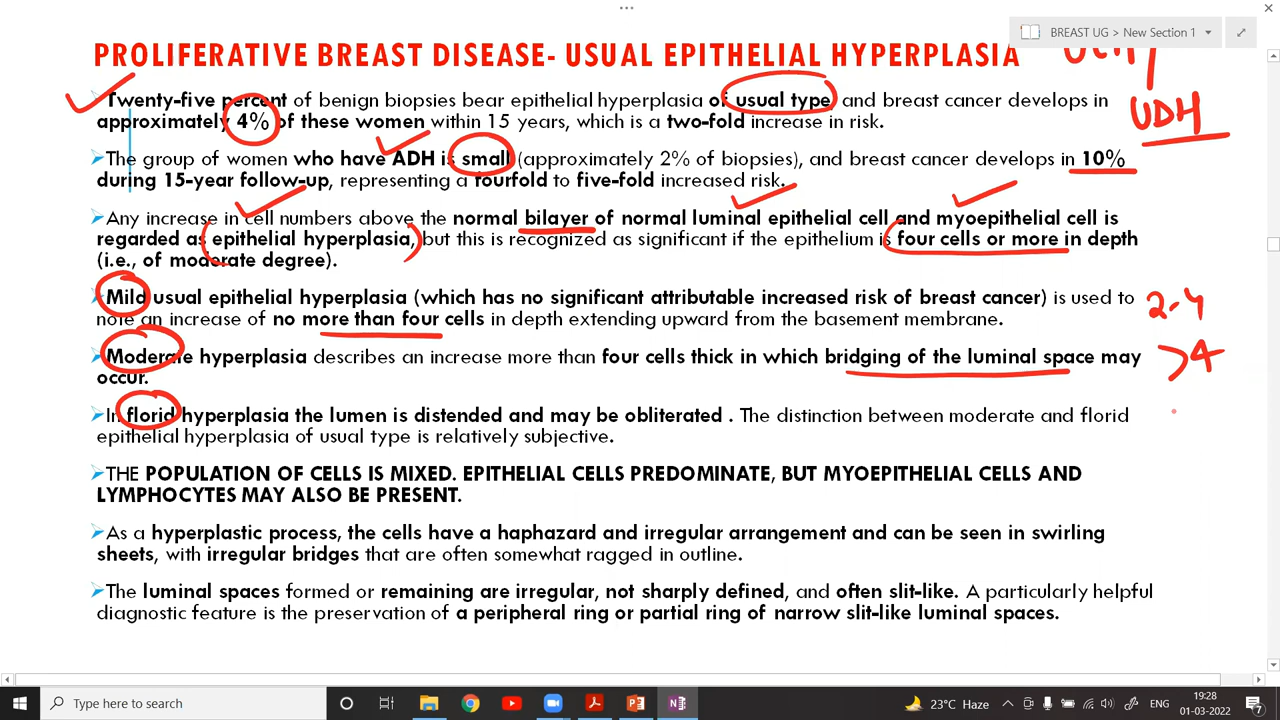 BREAST UG > New Section 1
PROLIFERATIVE BREAST DISEASE- USUAL EPITHELIAL HYPERPLASIA
UDH
Twenty-five percent of benign biopsies bear epithelial hyperplasia of usual type, and breast cancer develops in
approximately 4% of these women within 15 years, which is a two-fold increase in risk.
The group of women who have ADH is small (approximately 2% of biopsies), and breast cancer develops in 10%
during 15-year follow-up, representing a fourfold to five-fold increased risk.
Any increase in cell numbers above the normal bilayer of normal luminal epithelial cell and myoepithelial cell is
regarded as epithelial hyperplasia, but this is recognized as significant if the epithelium is four cells or more in depth
(i.e., of moderate degree).
Mild usual epithelial hyperplasia (which has no significant attributable increased risk of breast cancer) is used to
note an increase of no more than four cells in depth extending upward from the basement membrane.
2-4
Moderate hyperplasia describes an increase more than four cells thick in which bridging of the luminal space may
occur.
>4
In florid hyperplasia the lumen is distended and may be obliterated . The distinction between moderate and florid
epithelial hyperplasia of usual type is relatively subjective.
THE POPULATION OF CELLS IS MIXED. EPITHELIAL CELLS PREDOMINATE, BUT MYOEPITHELIAL CELLS AND
LYMPHOCYTES MAY ALSO BE PRESENT.
As a hyperplastic process, the cells have a haphazard and irregular arrangement and can be seen in swirling
sheets, with irregular bridges that are often somewhat ragged in outline.
The luminal spaces formed or remaining are irregular, not sharply defined, and often slit-like. A particularly helpful
diagnostic feature is the preservation of a peripheral ring or partial ring of narrow slit-like luminal spaces.
Type here to search
23°C Haze
ENG
19:28
01-03-2022
7